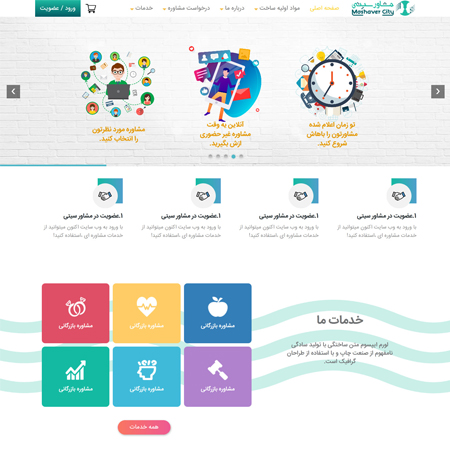 مشاورسیتی
Moshaver City
صفحه اصلی
مواد اولیه ساخت
درباره ما
درخواست مشاوره
خدمات
ورود / عضویت
تو زمان اعلام شده
مشاورتون را باهاش
شروع کنید.
آنلاین یه وقت
مشاوره غیر حضوری
ازش بگیرید.
مشاوره مورد نظرتون
را انتخاب کنید.
1.عضویت در مشاور سیتی
با ورود به وب سایت اکنون میتوانید از
خدمات مشاوره ای ،استفاده کنید!
1.عضویت در مشاور سیتی
با ورود به وب سایت اکنون میتوانید از
خدمات مشاوره ای ،استفاده کنید!
1.عضویت در مشاور سیتی
با ورود به وب سایت اکنون میتوانید از
خدمات مشاوره ای ،استفاده کنید!
1.عضویت در مشاور سیتی
با ورود به وب سایت اکنون میتوانید از
خدمات مشاوره ای ،استفاده کنید!
خدمات ما
لورم ایپسوم متن ساختگی با تولید سادگی
نامفهوم از صنعت چاپ و با استفاده از طراحان
گرافیک است.
مشاوره بازرگانی
مشاوره بازرگانی
مشاوره بازرگانی
مشاوره بازرگانی
مشاوره بازرگانی
مشاوره بازرگانی
همه خدمات